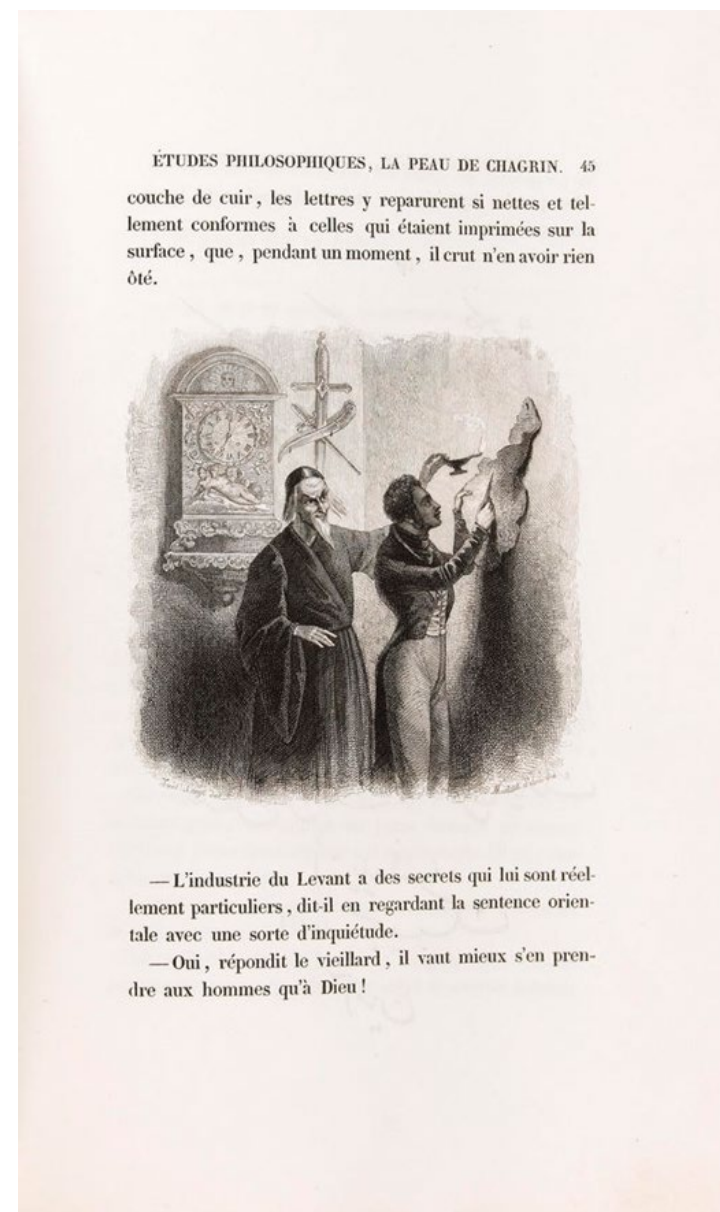 ÉTUDES PHILOSOPHIQUES, LA PEAU DE CHAGRIN. 45
couche de cuir, les lettres y reparurent si nettes et tel-
lement conformes à celles qui étaient imprimées sur la
surface, que, pendant un moment, il crut n'en avoir rien
ôté.
— L'industrie du Levant a des secrets qui lui sont réel-
lement particuliers, dit-il en regardant la sentence orien-
tale avec une sorte d'inquiétude.
— Oui, répondit le vieillard, il vaut mieux s'en pren-
dre aux hommes qu'à Dieu !